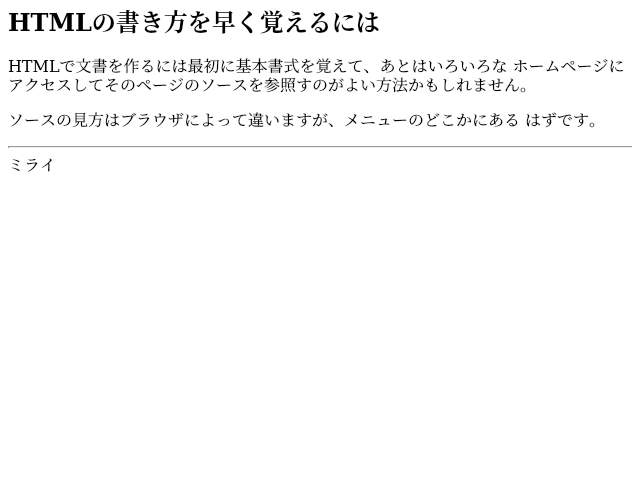 HTMLの書き方を早く覚えるには
HTMLで文書を作るには最初に基本書式を覚えて、あとはいろいろな ホームページに
アクセスしてそのページのソースを参照すのがよい方法かもしれません。
ソースの見方はブラウザによって違いますが、メニューのどこかにある はずです。
ミライ